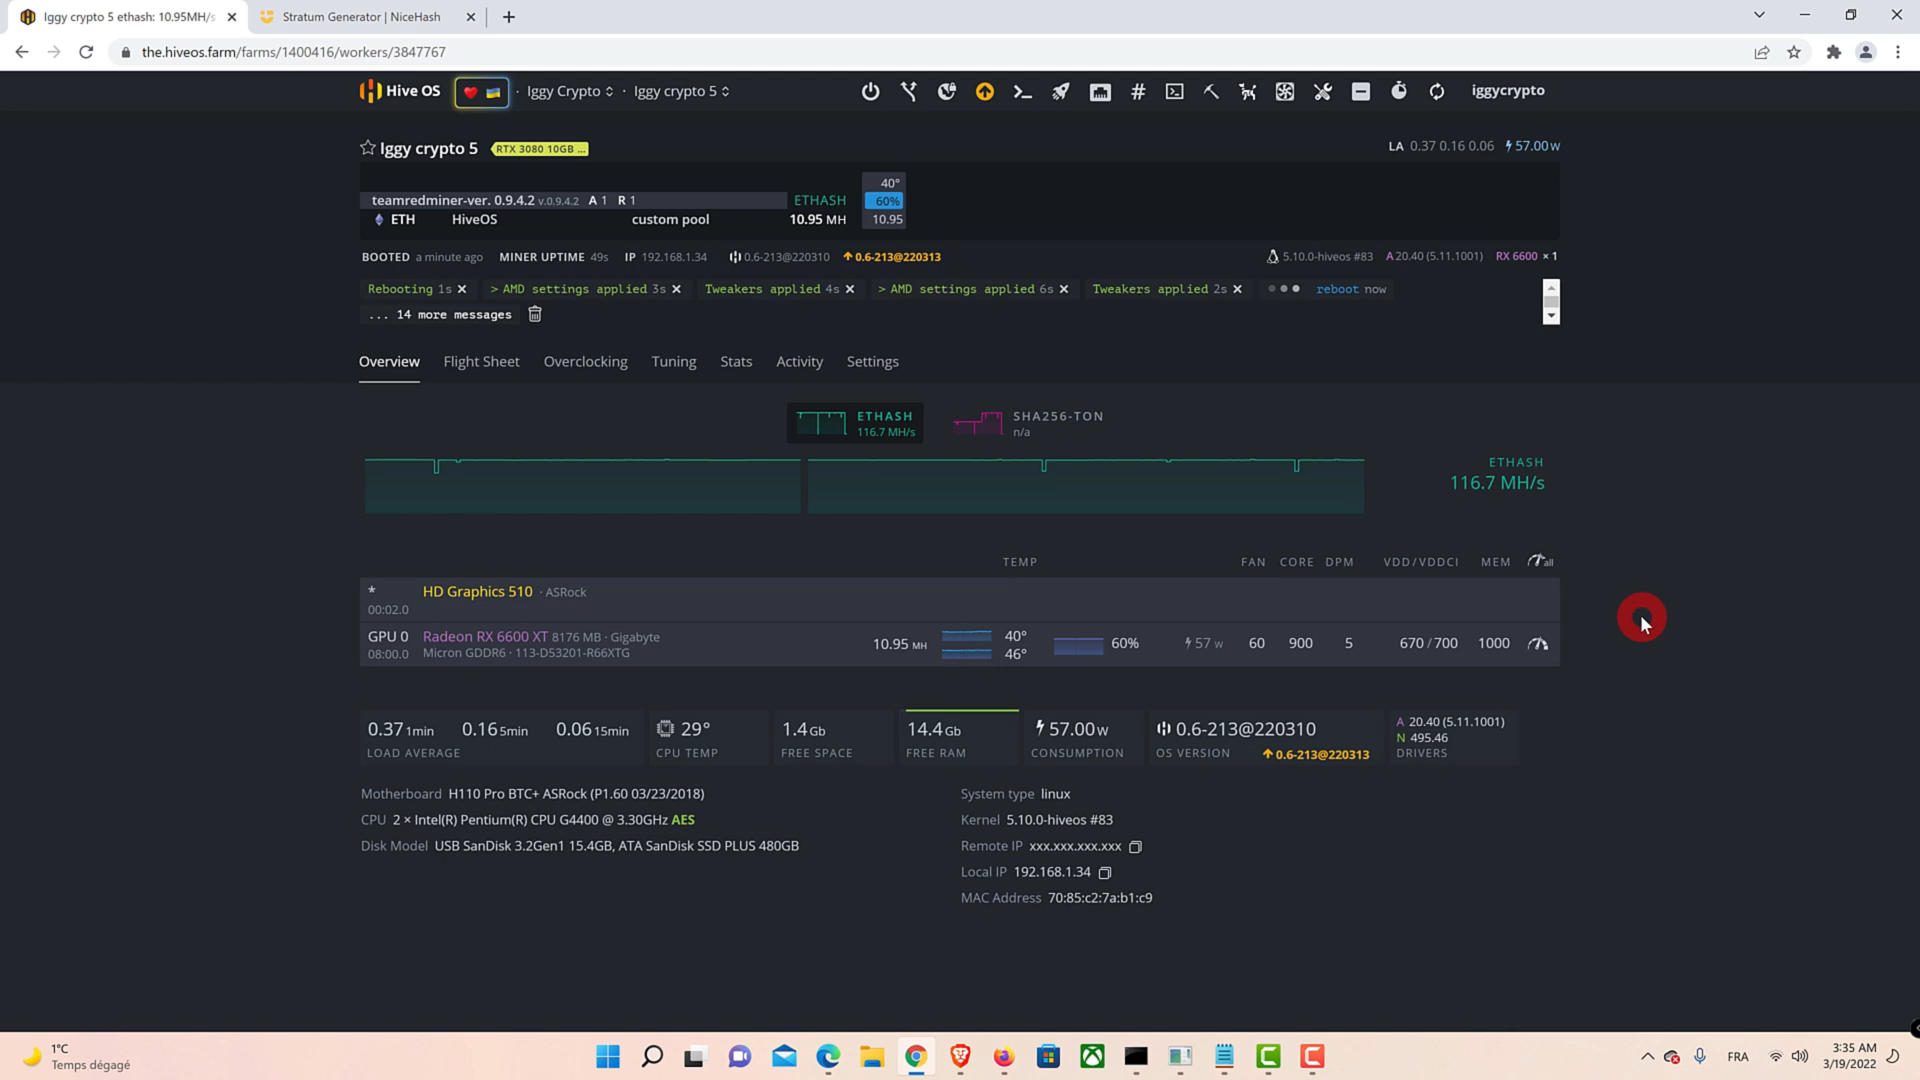 Iggy crypto 5 ethash: 10.95MH/s
Stratum Generator | NiceHash
the.hiveos.farm/farms/1400416/workers/3847767
Hive OS · Iggy Crypto · Iggy crypto 5
iggycrypto
Iggy crypto 5 RTX 3080 10GB ...
LA 0.37 0.16 0.06 57.00 W
40°
teamredminer-ver. 0.9.4.2 v.0.9.4.2 A 1 R 1 ETHASH 60%
ETH HiveOS custom pool 10.95 MH 10.95
BOOTED a minute ago MINER UPTIME 49s IP 192.168.1.34 0.6-213@220310 0.6-213@220313 5.10.0-hiveos #83 A 20.40 (5.11.1001) RX 6600 × 1
Rebooting 1s > AMD settings applied 3s Tweakers applied 4s > AMD settings applied 6s Tweakers applied 2s reboot now
... 14 more messages
Overview Flight Sheet Overclocking Tuning Stats Activity Settings
ETHASH
116.7 MH/s
SHA256-TON
n/a
ETHASH
116.7 MH/s
TEMP FAN CORE DPM VDD/VDDCI MEM all
* HD Graphics 510 · ASRock
00:02.0
GPU 0 Radeon RX 6600 XT 8176 MB · Gigabyte
08:00.0 Micron GDDR6 · 113-D53201-R66XTG
10.95 MH 40° 46° 60% 57 W 60 900 5 670 / 700 1000
0.37 1min 0.16 5min 0.06 15min
LOAD AVERAGE
29°
CPU TEMP
1.4 Gb
FREE SPACE
14.4 Gb
FREE RAM
57.00 W
CONSUMPTION
0.6-213@220310
OS VERSION 0.6-213@220313
A 20.40 (5.11.1001)
N 495.46
DRIVERS
Motherboard H110 Pro BTC+ ASRock (P1.60 03/23/2018)
CPU 2 × Intel(R) Pentium(R) CPU G4400 @ 3.30GHz AES
Disk Model USB SanDisk 3.2Gen1 15.4GB, ATA SanDisk SSD PLUS 480GB
System type linux
Kernel 5.10.0-hiveos #83
Remote IP xxx.xxx.xxx.xxx
Local IP 192.168.1.34
MAC Address 70:85:c2:7a:b1:c9
1°C
Temps dégagé
FRA
3:35 AM
3/19/2022